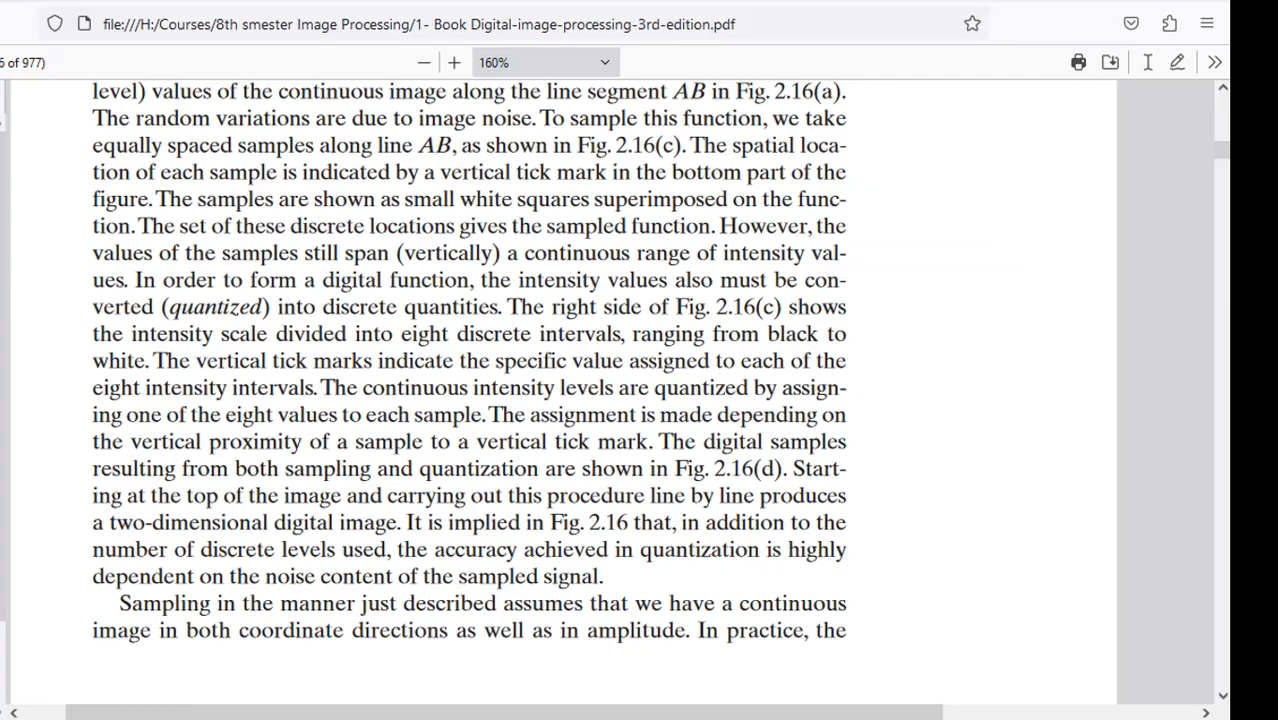 file:///H:/Courses/8th smester Image Processing/1- Book Digital-image-processing-3rd-edition.pdf
6 of 977)
160%
level) values of the continuous image along the line segment AB in Fig. 2.16(a).
The random variations are due to image noise. To sample this function, we take
equally spaced samples along line AB, as shown in Fig. 2.16(c). The spatial loca-
tion of each sample is indicated by a vertical tick mark in the bottom part of the
figure. The samples are shown as small white squares superimposed on the func-
tion. The set of these discrete locations gives the sampled function. However, the
values of the samples still span (vertically) a continuous range of intensity val-
ues. In order to form a digital function, the intensity values also must be con-
verted (quantized) into discrete quantities. The right side of Fig. 2.16(c) shows
the intensity scale divided into eight discrete intervals, ranging from black to
white. The vertical tick marks indicate the specific value assigned to each of the
eight intensity intervals. The continuous intensity levels are quantized by assign-
ing one of the eight values to each sample. The assignment is made depending on
the vertical proximity of a sample to a vertical tick mark. The digital samples
resulting from both sampling and quantization are shown in Fig. 2.16(d). Start-
ing at the top of the image and carrying out this procedure line by line produces
a two-dimensional digital image. It is implied in Fig. 2.16 that, in addition to the
number of discrete levels used, the accuracy achieved in quantization is highly
dependent on the noise content of the sampled signal.
Sampling in the manner just described assumes that we have a continuous
image in both coordinate directions as well as in amplitude. In practice, the